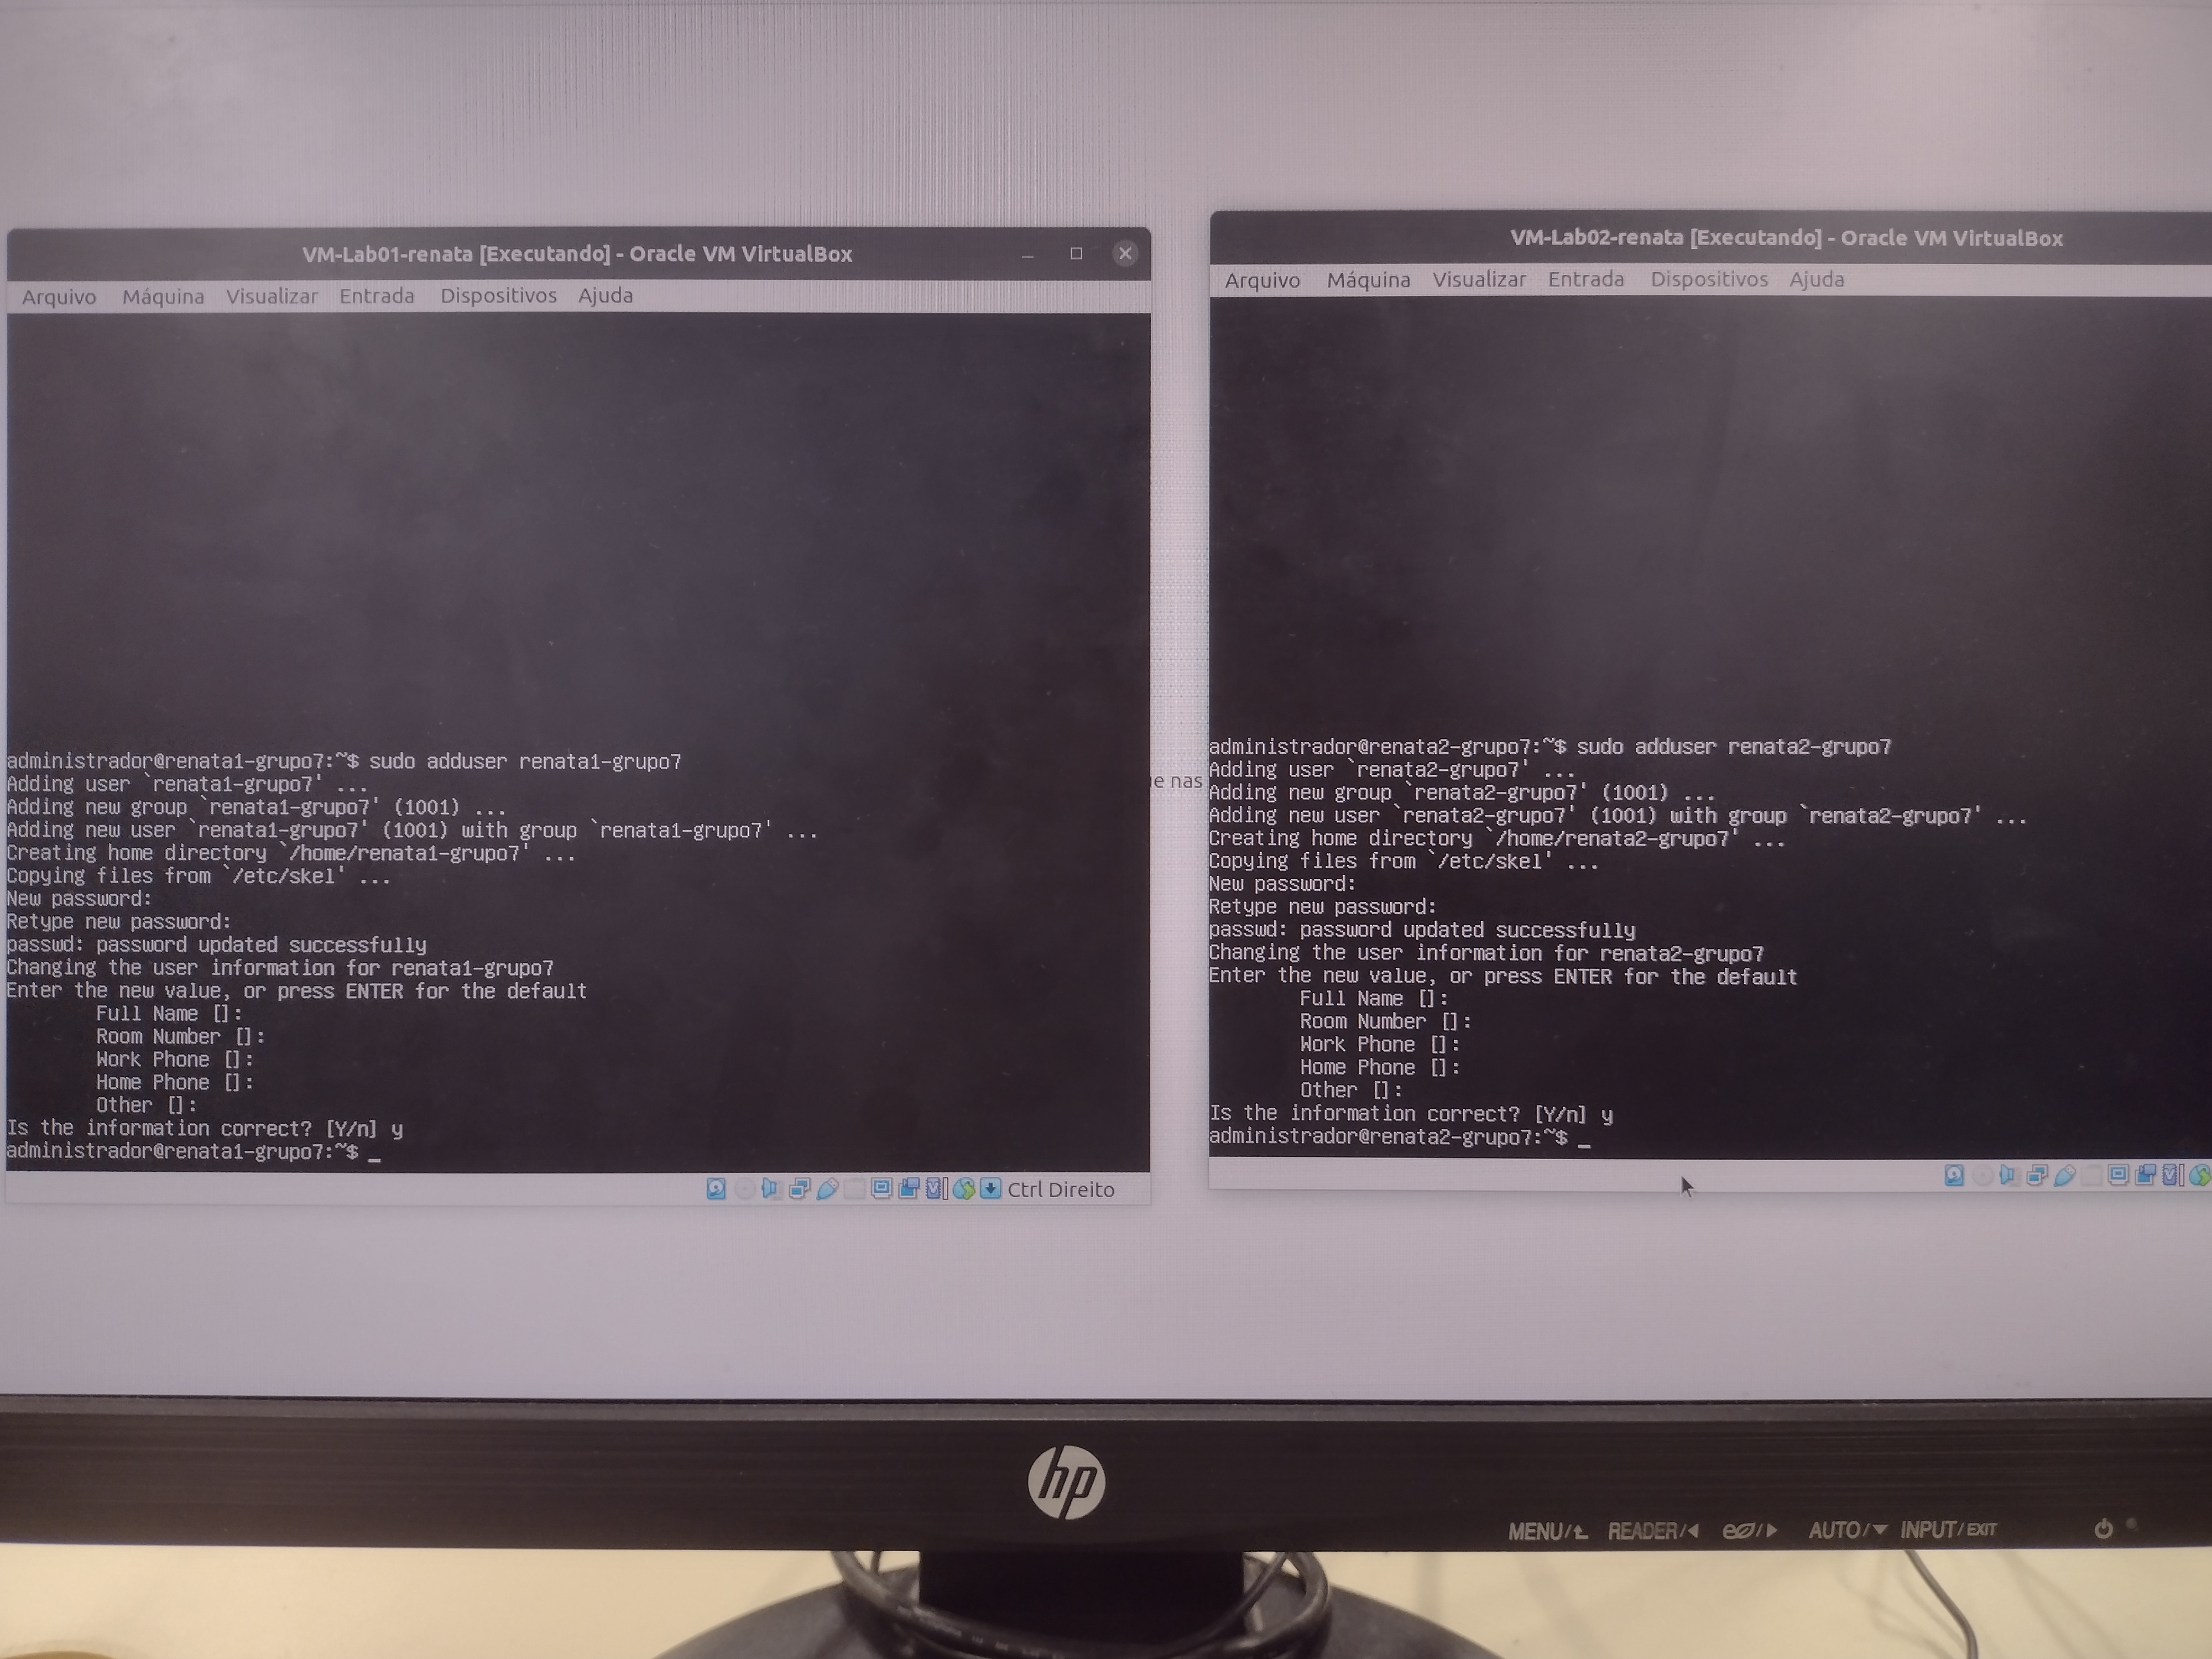 VM-Lab01-renata [Executando] - Oracle VM VirtualBox
Arquivo Máquina Visualizar Entrada Dispositivos Ajuda
administrador@renata1-grupo7:~$ sudo adduser renata1-grupo7
Adding user `renata1-grupo7' ...
Adding new group `renata1-grupo7' (1001) ...
Adding new user `renata1-grupo7' (1001) with group `renata1-grupo7' ...
Creating home directory `/home/renata1-grupo7' ...
Copying files from `/etc/skel' ...
New password:
Retype new password:
passwd: password updated successfully
Changing the user information for renata1-grupo7
Enter the new value, or press ENTER for the default
Full Name []:
Room Number []:
Work Phone []:
Home Phone []:
Other []:
Is the information correct? [Y/n] y
administrador@renata1-grupo7:~$ _
Ctrl Direito
nas
VM-Lab02-renata [Executando] - Oracle VM VirtualBox
Arquivo Máquina Visualizar Entrada Dispositivos Ajuda
administrador@renata2-grupo7:~$ sudo adduser renata2-grupo7
Adding user `renata2-grupo7' ...
Adding new group `renata2-grupo7' (1001) ...
Adding new user `renata2-grupo7' (1001) with group `renata2-grupo7' ...
Creating home directory `/home/renata2-grupo7' ...
Copying files from `/etc/skel' ...
New password:
Retype new password:
passwd: password updated successfully
Changing the user information for renata2-grupo7
Enter the new value, or press ENTER for the default
Full Name []:
Room Number []:
Work Phone []:
Home Phone []:
Other []:
Is the information correct? [Y/n] y
administrador@renata2-grupo7:~$ _
hp
MENU/ READER/ e/ AUTO/ INPUT/EXIT